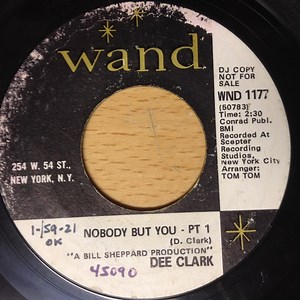 wand
DJ COPY
NOT FOR
SALE
WND 1177
(50783)
Time: 2:30
Conrad Publ.
BMI
Recorded At
Scepter
Recording
Studios,
New York City
Arranger:
TOM TOM
254 W. 54 ST.,
NEW YORK, N.Y.
1-/59-21
OK
NOBODY BUT YOU - PT 1
(D. Clark)
"A BILL SHEPPARD PRODUCTION"
DEE CLARK
45090